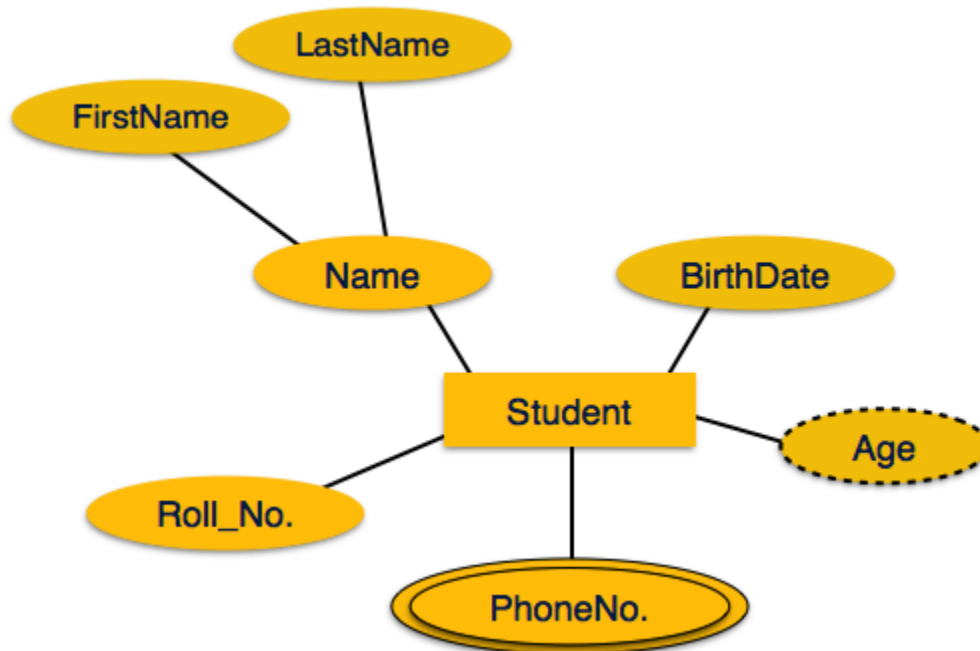 LastName
FirstName
Name
BirthDate
Student
Age
Roll_No.
PhoneNo.